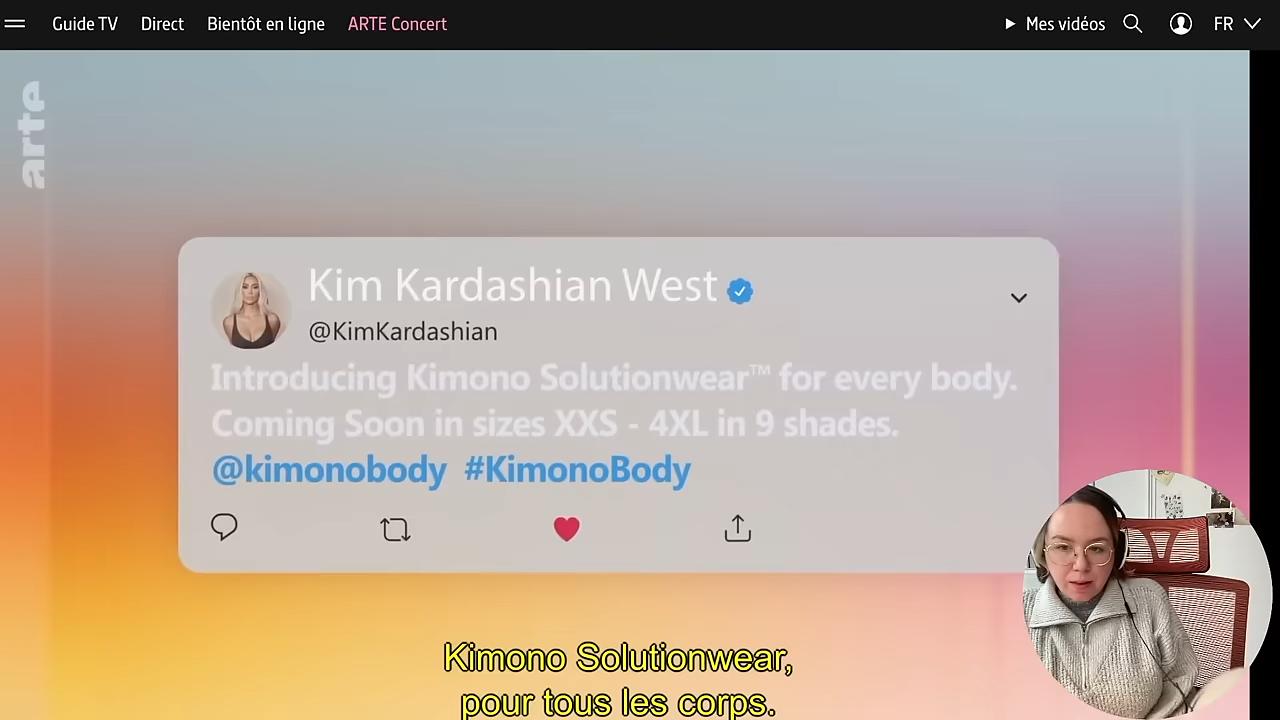 Guide TV Direct Bientôt en ligne ARTE Concert Mes vidéos FR
arte
Kim Kardashian West
@KimKardashian
Introducing Kimono Solutionwear™ for every body.
Coming Soon in sizes XXS - 4XL in 9 shades.
@kimonobody #KimonoBody
Kimono Solutionwear,
pour tous les corps.